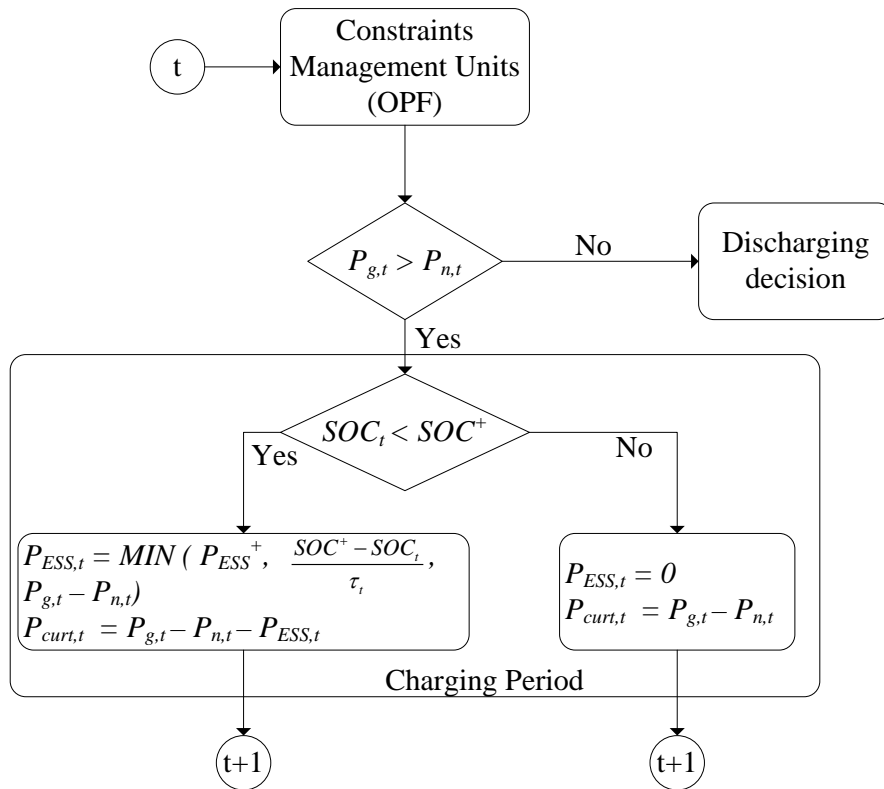 t
Constraints
Management Units
(OPF)
P_{g,t} > P_{n,t}
No
Discharging
decision
Yes
SOC_t < SOC^+
Yes
No
P_{ESS,t} = MIN ( P_{ESS}^+, \frac{SOC^+ - SOC_t}{\tau_t},
P_{g,t} – P_{n,t})
P_{curt,t} = P_{g,t} – P_{n,t} – P_{ESS,t}
P_{ESS,t} = 0
P_{curt,t} = P_{g,t} – P_{n,t}
Charging Period
t+1
t+1